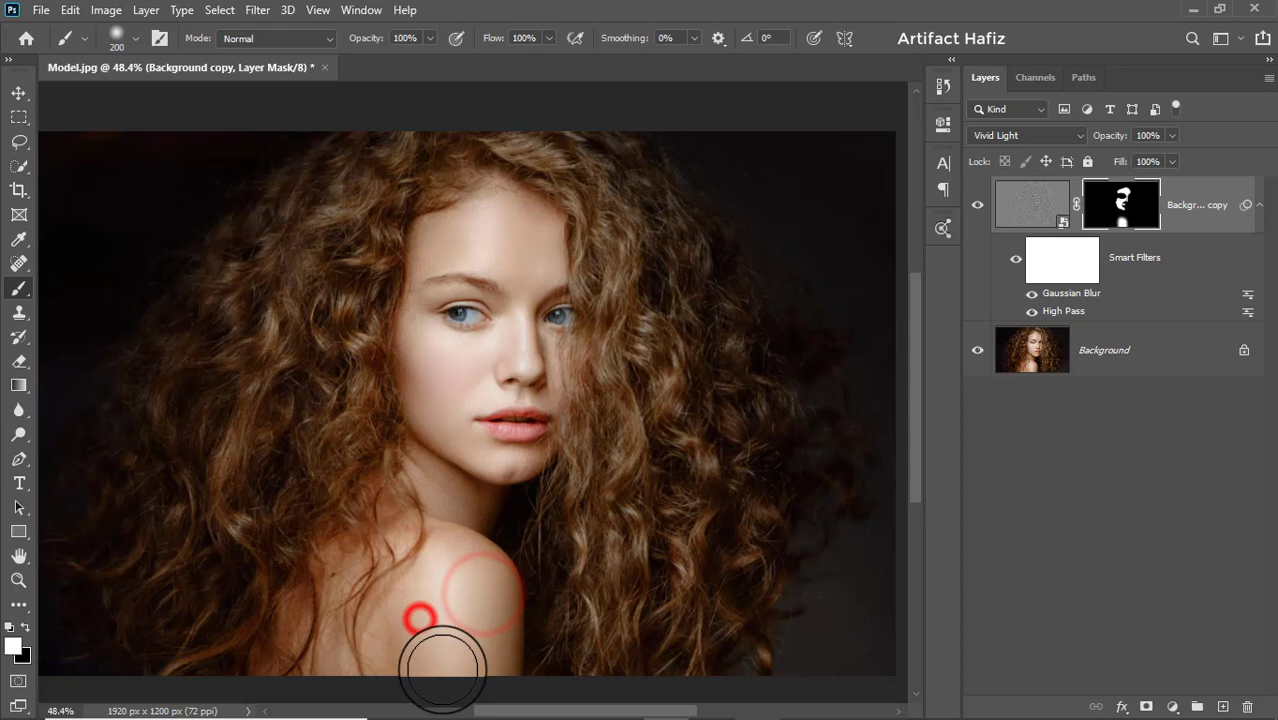 Ps File Edit Image Layer Type Select Filter 3D View Window Help
200 Mode: Normal Opacity: 100% Flow: 100% Smoothing: 0% 0° Artifact Hafiz
Model.jpg @ 48.4% (Background copy, Layer Mask/8) *
Layers Channels Paths
Kind
Vivid Light Opacity: 100%
Lock: Fill: 100%
Backgr... copy
Smart Filters
Gaussian Blur
High Pass
Background
48.4% 1920 px x 1200 px (72 ppi)